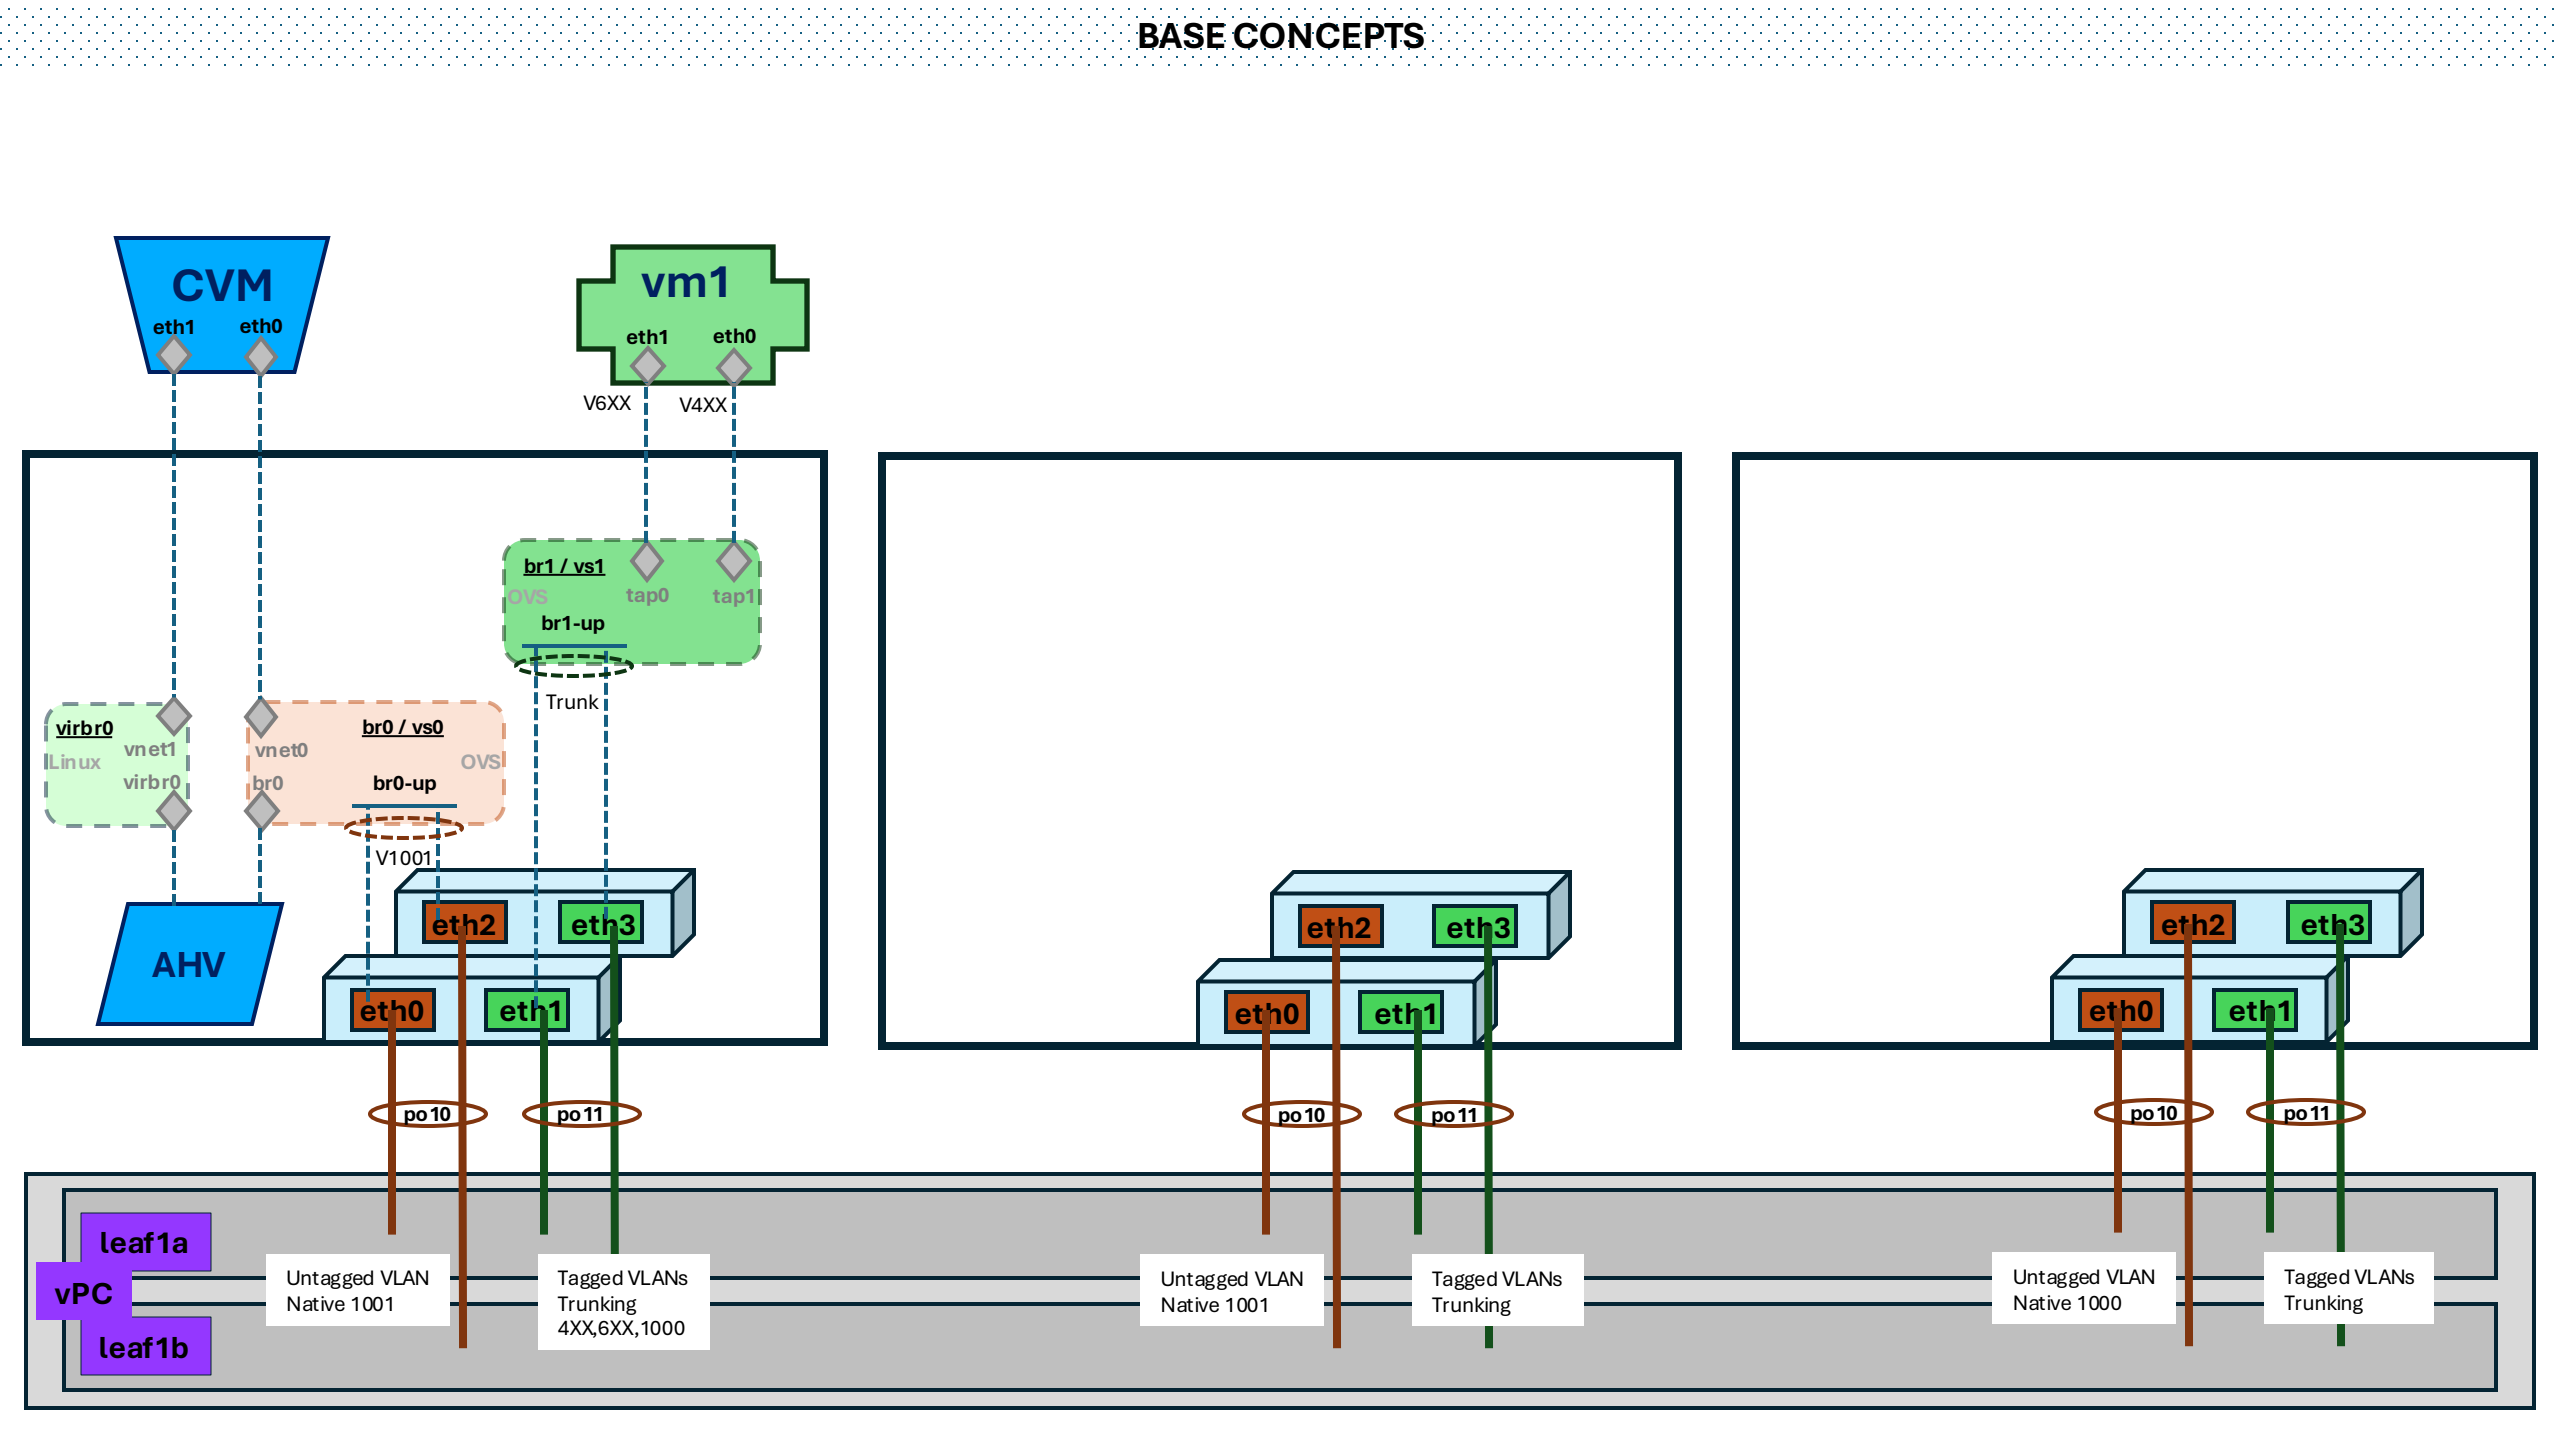 BASE CONCEPTS
CVM
eth1
eth0
vm1
eth1
eth0
V6XX
V4XX
br1 / vs1
OVS
tap0
tap1
br1-up
Trunk
virbr0
vnet1
Linux
virbr0
vnet0
br0 / vs0
OVS
br0
br0-up
V1001
AHV
eth2
eth3
eth0
eth1
eth2
eth3
eth0
eth1
eth2
eth3
eth0
eth1
po10
po11
po10
po11
po10
po11
leaf1a
vPC
leaf1b
Untagged VLAN
Native 1001
Tagged VLANs
Trunking
4XX,6XX,1000
Untagged VLAN
Native 1001
Tagged VLANs
Trunking
Untagged VLAN
Native 1000
Tagged VLANs
Trunking